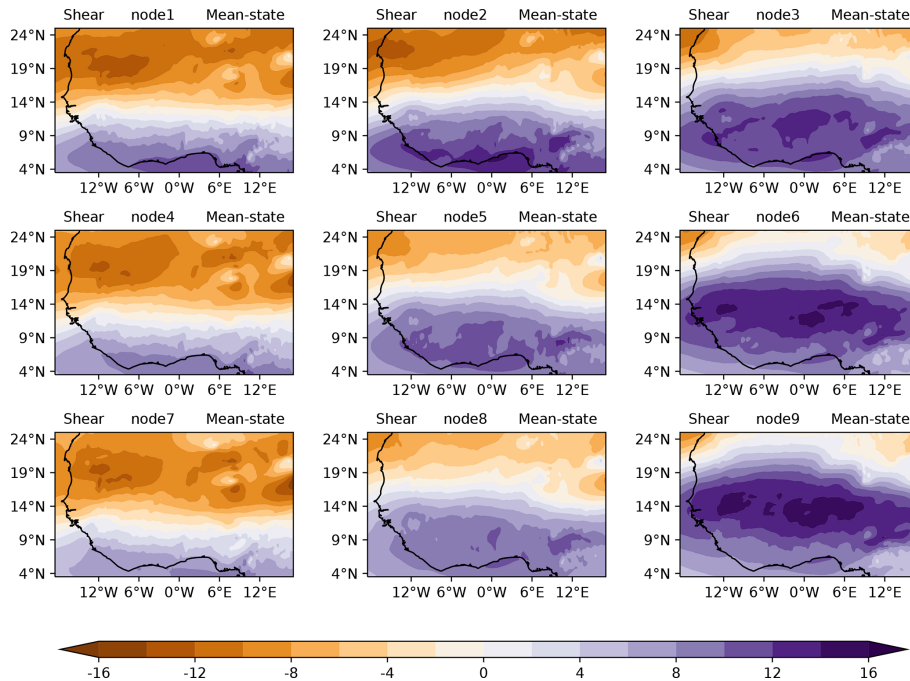 Shear node1 Mean-state
Shear node2 Mean-state
Shear node3 Mean-state
24°N 24°N 24°N
19°N 19°N 19°N
14°N 14°N 14°N
9°N 9°N 9°N
4°N 4°N 4°N
12°W 6°W 0°W 6°E 12°E 12°W 6°W 0°W 6°E 12°E 12°W 6°W 0°W 6°E 12°E
Shear node4 Mean-state
Shear node5 Mean-state
Shear node6 Mean-state
24°N 24°N 24°N
19°N 19°N 19°N
14°N 14°N 14°N
9°N 9°N 9°N
4°N 4°N 4°N
12°W 6°W 0°W 6°E 12°E 12°W 6°W 0°W 6°E 12°E 12°W 6°W 0°W 6°E 12°E
Shear node7 Mean-state
Shear node8 Mean-state
Shear node9 Mean-state
24°N 24°N 24°N
19°N 19°N 19°N
14°N 14°N 14°N
9°N 9°N 9°N
4°N 4°N 4°N
12°W 6°W 0°W 6°E 12°E 12°W 6°W 0°W 6°E 12°E 12°W 6°W 0°W 6°E 12°E
-16 -12 -8 -4 0 4 8 12 16